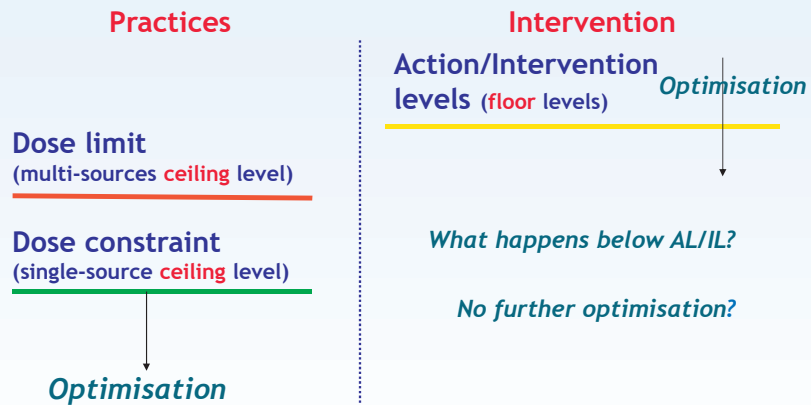 Practices
Dose limit
(multi-sources ceiling level)
Dose constraint
(single-source ceiling level)
Optimisation
Intervention
Action/Intervention
levels (floor levels)
Optimisation
What happens below AL/IL?
No further optimisation?